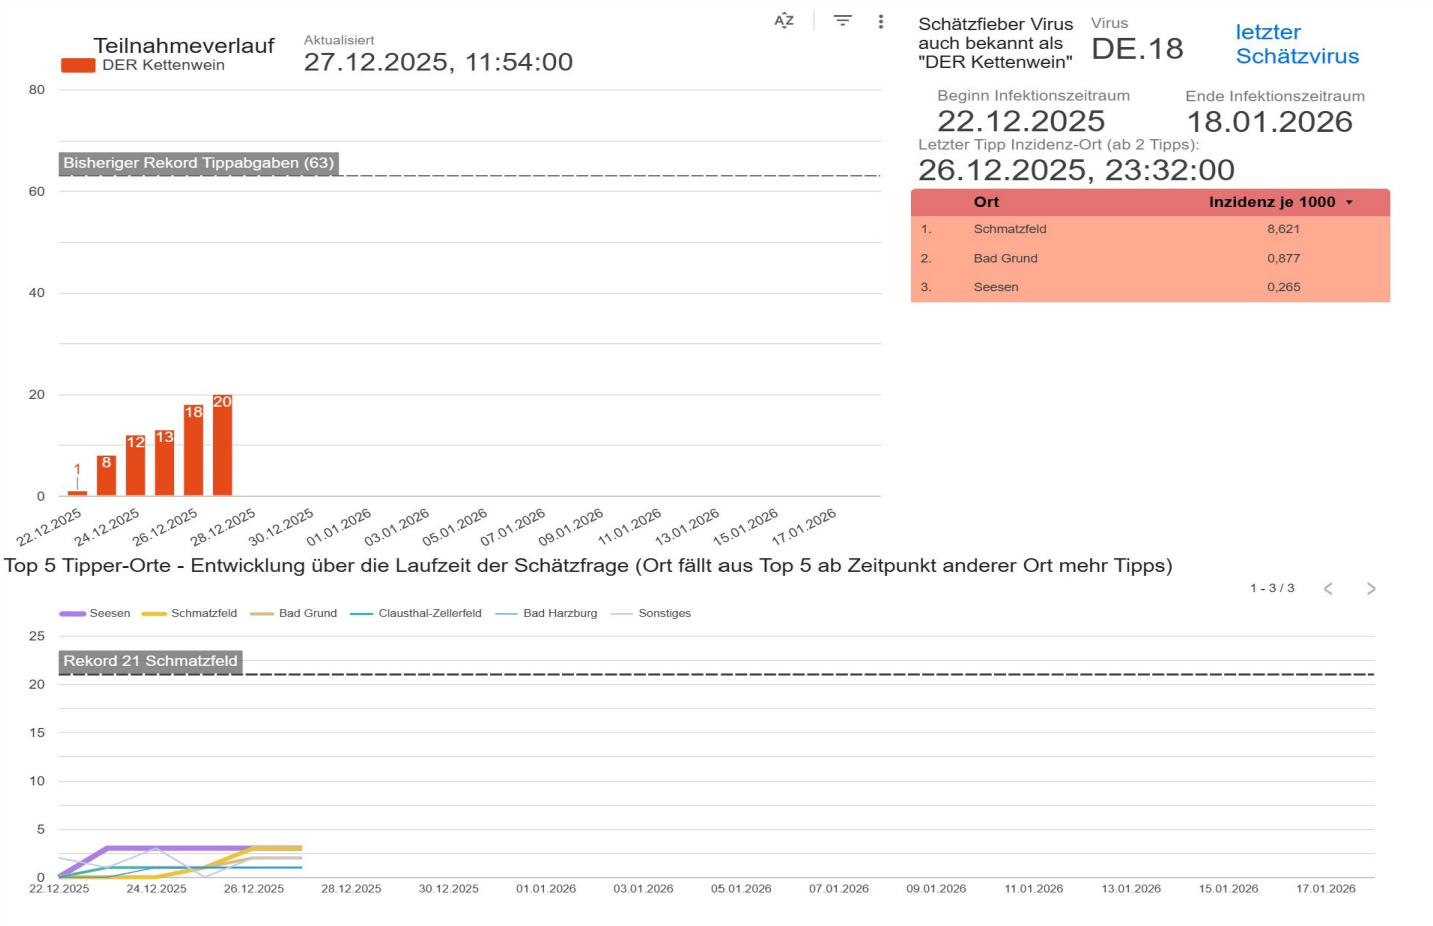 Teilnahmeverlauf
DER Kettenwein
Aktualisiert
27.12.2025, 11:54:00
AZ
80
60
40
20
0
Bisheriger Rekord Tippabgaben (63)
1
8
12
13
18
20
22.12.2025
24.12.2025
26.12.2025
28.12.2025
30.12.2025
01.01.2026
03.01.2026
05.01.2026
07.01.2026
09.01.2026
11.01.2026
13.01.2026
15.01.2026
17.01.2026
Schätzfieber Virus
auch bekannt als
"DER Kettenwein"
Virus
DE.18
letzter
Schätzvirus
Beginn Infektionszeitraum
22.12.2025
Ende Infektionszeitraum
18.01.2026
Letzter Tipp Inzidenz-Ort (ab 2 Tipps):
26.12.2025, 23:32:00
Ort Inzidenz je 1000
1. Schmatzfeld 8,621
2. Bad Grund 0,877
3. Seesen 0,265
Top 5 Tipper-Orte - Entwicklung über die Laufzeit der Schätzfrage (Ort fällt aus Top 5 ab Zeitpunkt anderer Ort mehr Tipps)
1 - 3 / 3 < >
Seesen Schmatzfeld Bad Grund Clausthal-Zellerfeld Bad Harzburg Sonstiges
25
20
15
10
5
0
Rekord 21 Schmatzfeld
22.12.2025
24.12.2025
26.12.2025
28.12.2025
30.12.2025
01.01.2026
03.01.2026
05.01.2026
07.01.2026
09.01.2026
11.01.2026
13.01.2026
15.01.2026
17.01.2026